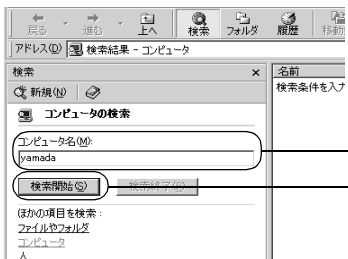 戻る 進む 上へ 検索 フォルダ 履歴 移動
アドレス(D) 検索結果 - コンピュータ
検索 × 名前
新規(N) 検索条件を入力
コンピュータの検索
コンピュータ名(M):
yamada
検索開始(S) 検索終了(P)
ほかの項目を検索:
ファイルやフォルダ
コンピュータ
人